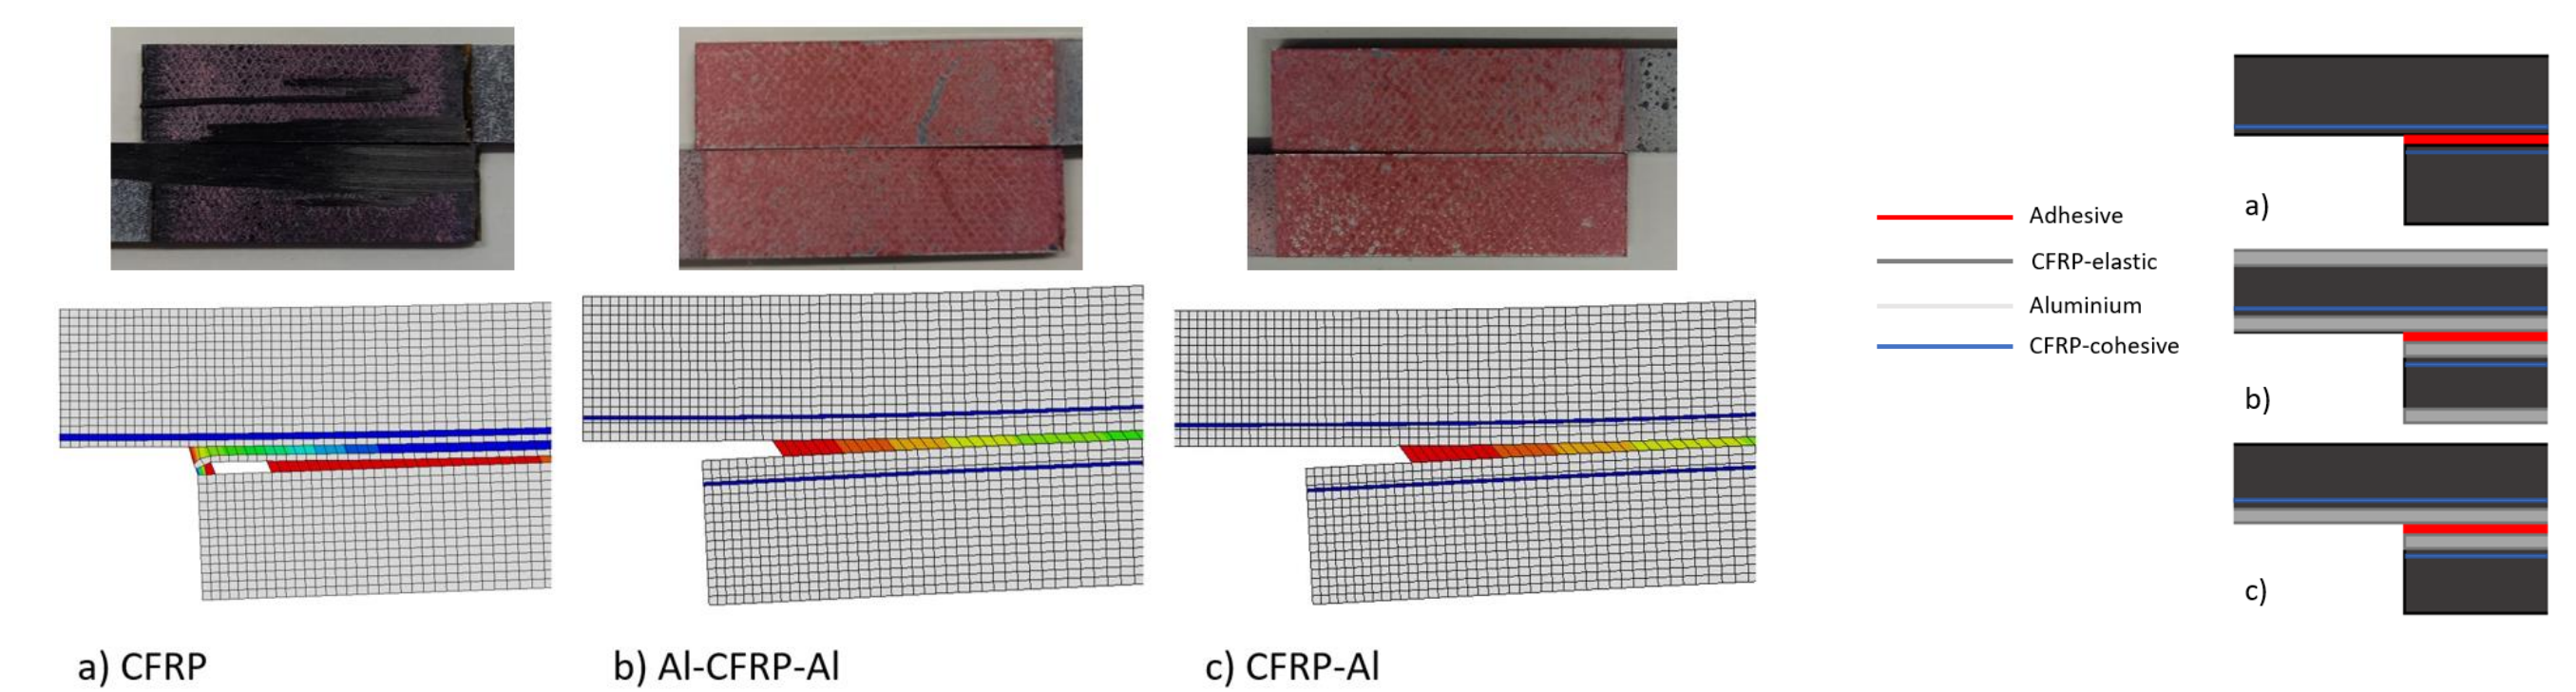 a) CFRP
b) Al-CFRP-Al
c) CFRP-Al
Adhesive
CFRP-elastic
Aluminium
CFRP-cohesive
a)
b)
c)